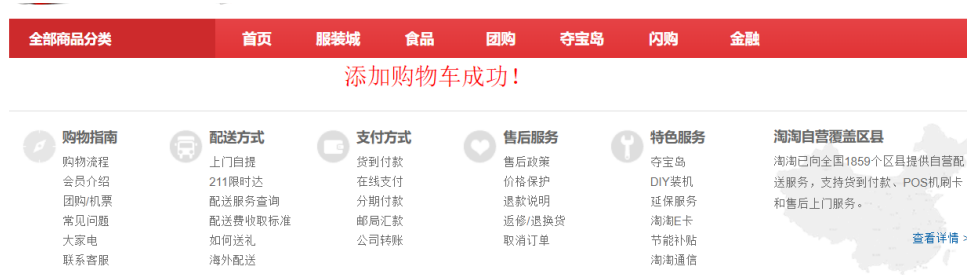 全部商品分类 首页 服装城 食品 团购 夺宝岛 闪购 金融
添加购物车成功！
购物指南
购物流程
会员介绍
团购/机票
常见问题
大家电
联系客服
配送方式
上门自提
211限时达
配送服务查询
配送费收取标准
如何送礼
海外配送
支付方式
货到付款
在线支付
分期付款
邮局汇款
公司转账
售后服务
售后政策
价格保护
退款说明
返修/退换货
取消订单
特色服务
夺宝岛
DIY装机
延保服务
淘淘E卡
节能补贴
淘淘通信
淘淘自营覆盖区县
淘淘已向全国1859个区县提供自营配
送服务，支持货到付款、POS机刷卡
和售后上门服务。
查看详情 >